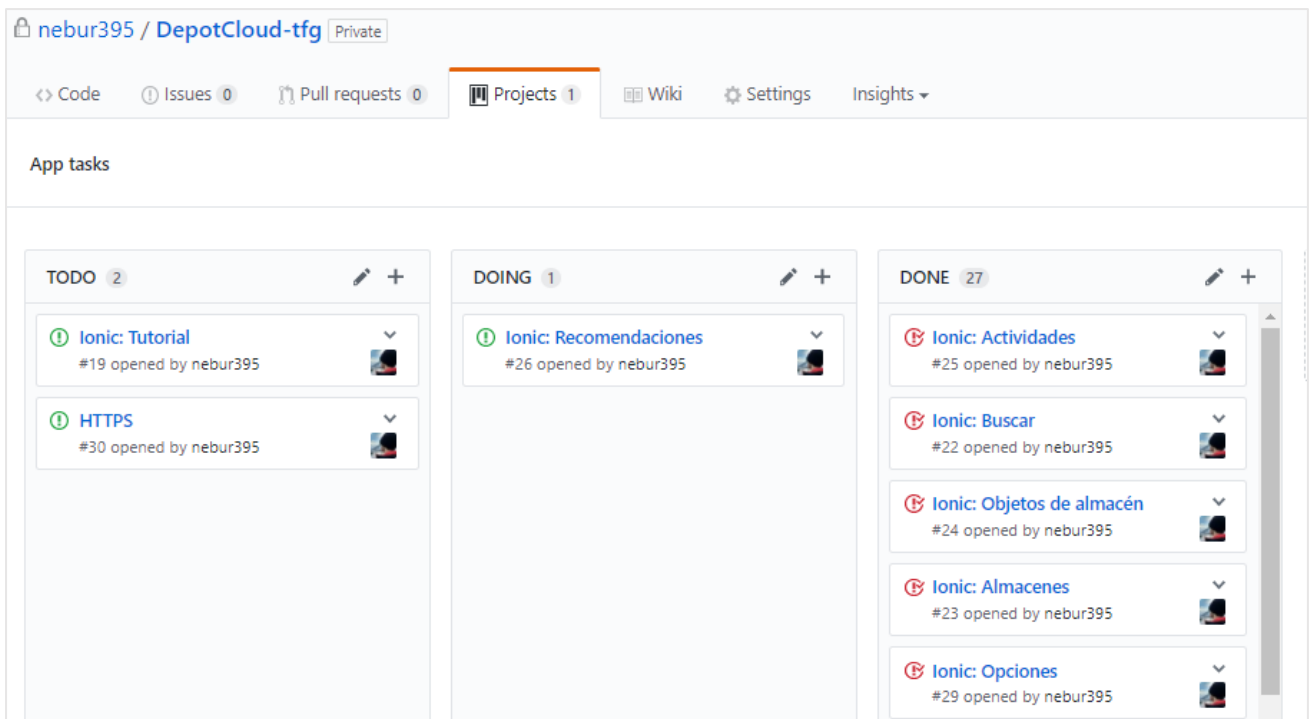 nebur395 / DepotCloud-tfg Private
Code Issues 0 Pull requests 0 Projects 1 Wiki Settings Insights
App tasks
TODO 2
Ionic: Tutorial
#19 opened by nebur395
HTTPS
#30 opened by nebur395
DOING 1
Ionic: Recomendaciones
#26 opened by nebur395
DONE 27
Ionic: Actividades
#25 opened by nebur395
Ionic: Buscar
#22 opened by nebur395
Ionic: Objetos de almacén
#24 opened by nebur395
Ionic: Almacenes
#23 opened by nebur395
Ionic: Opciones
#29 opened by nebur395